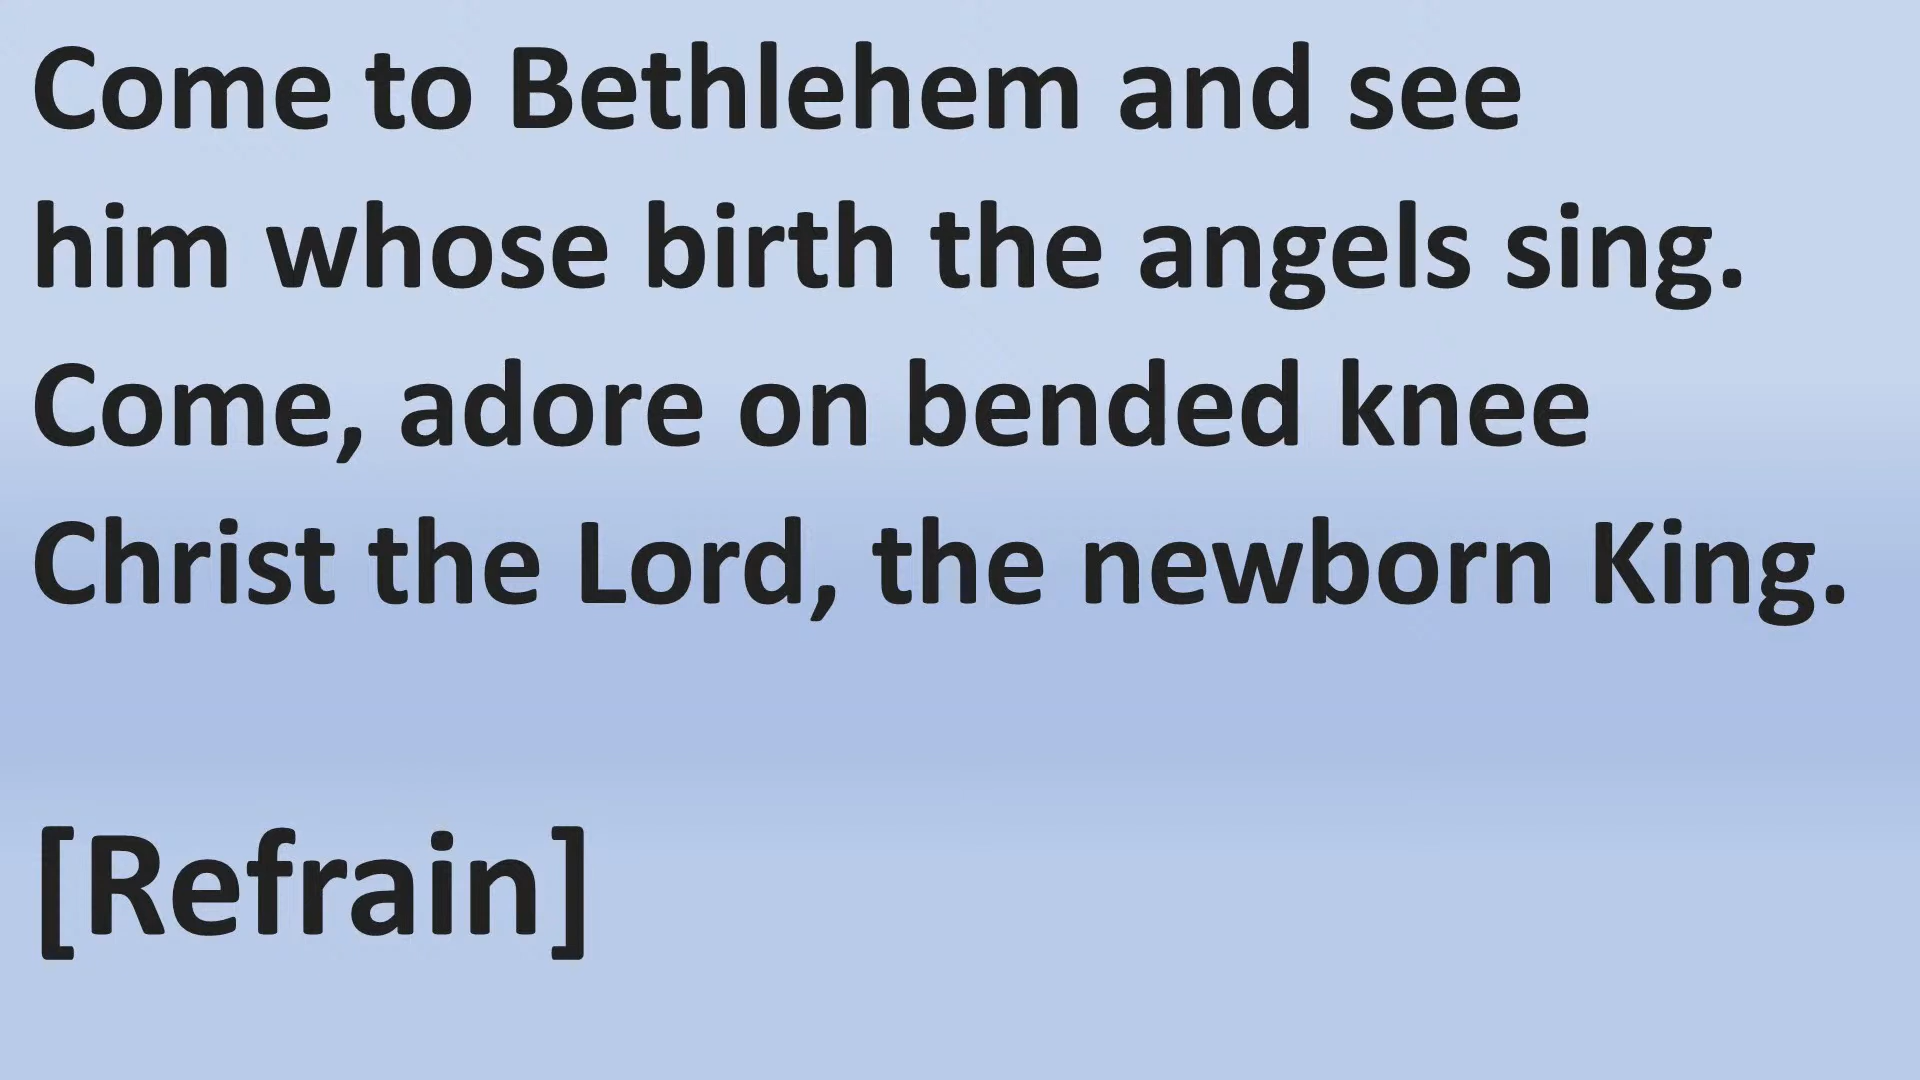 Come to Bethlehem and see
him whose birth the angels sing.
Come, adore on bended knee
Christ the Lord, the newborn King.
[Refrain]